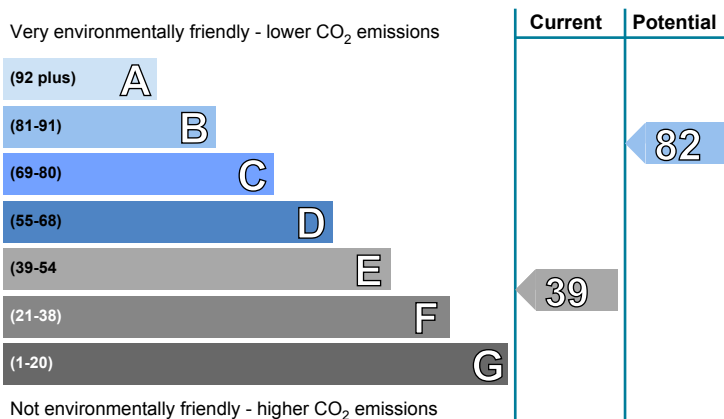 Current Potential
Very environmentally friendly - lower CO2 emissions
(92 plus) A
(81-91) B
82
(69-80) C
(55-68) D
(39-54 E
39
(21-38) F
(1-20) G
Not environmentally friendly - higher CO2 emissions